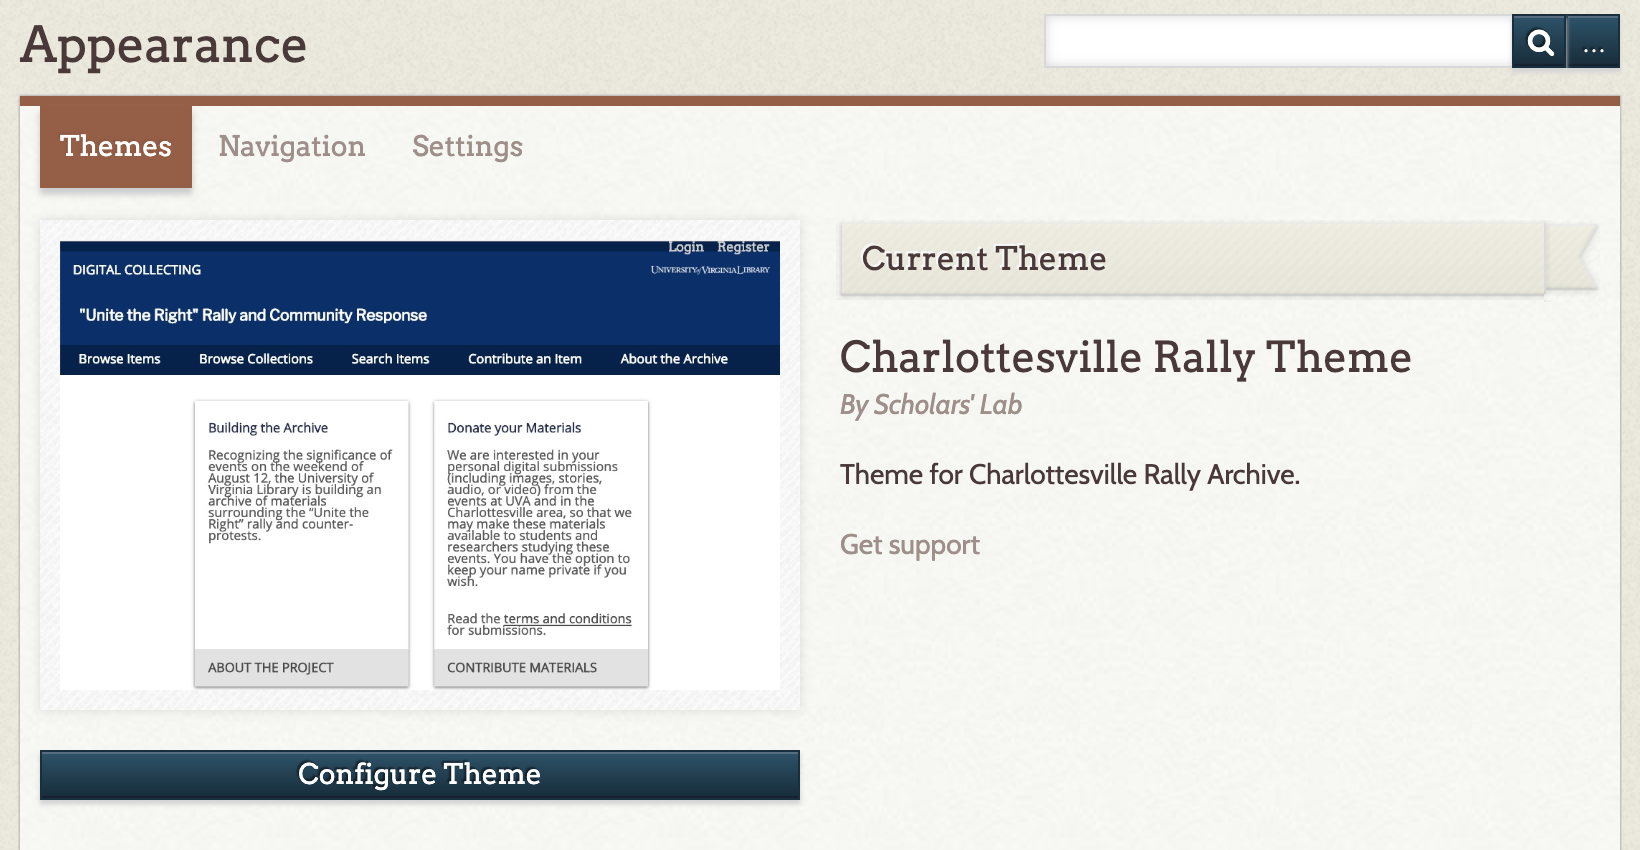 Appearance
...
Themes
Navigation
Settings
Login Register
DIGITAL COLLECTING
UNIVERSITY of VIRGINIA LIBRARY
"Unite the Right" Rally and Community Response
Browse Items
Browse Collections
Search Items
Contribute an Item
About the Archive
Building the Archive
Recognizing the significance of
events on the weekend of
August 12, the University of
Virginia Library is building an
archive of materials
surrounding the “Unite the
Right” rally and counter-
protests.
ABOUT THE PROJECT
Donate your Materials
We are interested in your
personal digital submissions
(including images, stories,
audio, or video) from the
events at UVA and in the
Charlottesville area, so that we
may make these materials
available to students and
researchers studying these
events. You have the option to
keep your name private if you
wish.
Read the terms and conditions
for submissions.
CONTRIBUTE MATERIALS
Configure Theme
Current Theme
Charlottesville Rally Theme
By Scholars' Lab
Theme for Charlottesville Rally Archive.
Get support